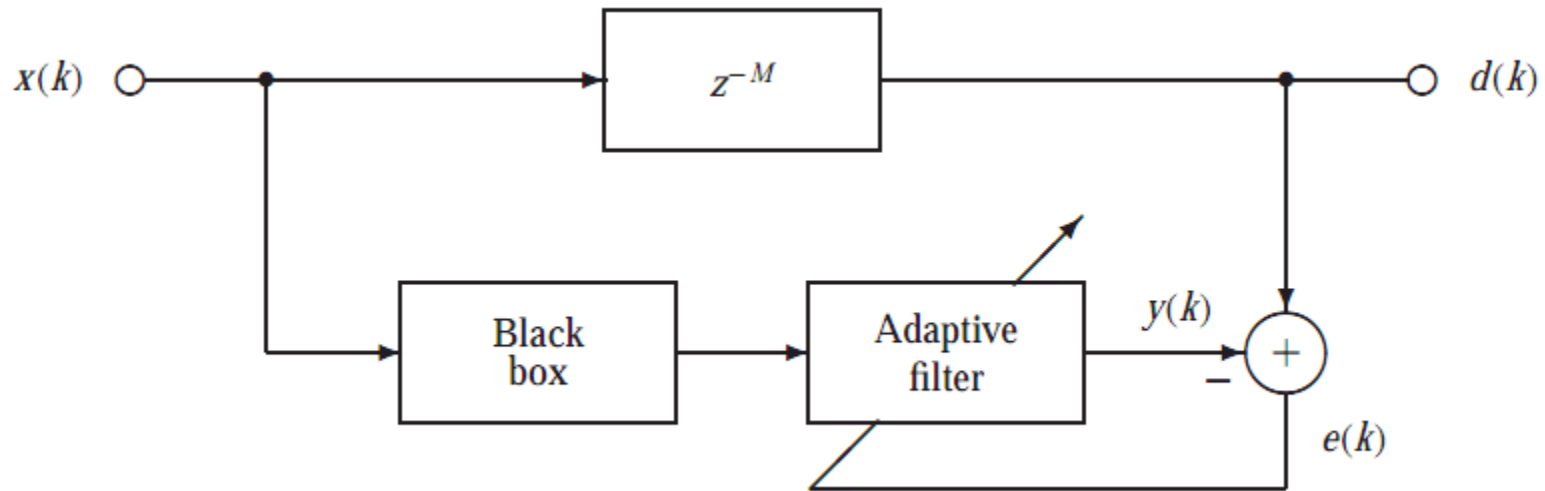 x(k)
z^{-M}
d(k)
Black
box
Adaptive
filter
y(k)
+
−
e(k)